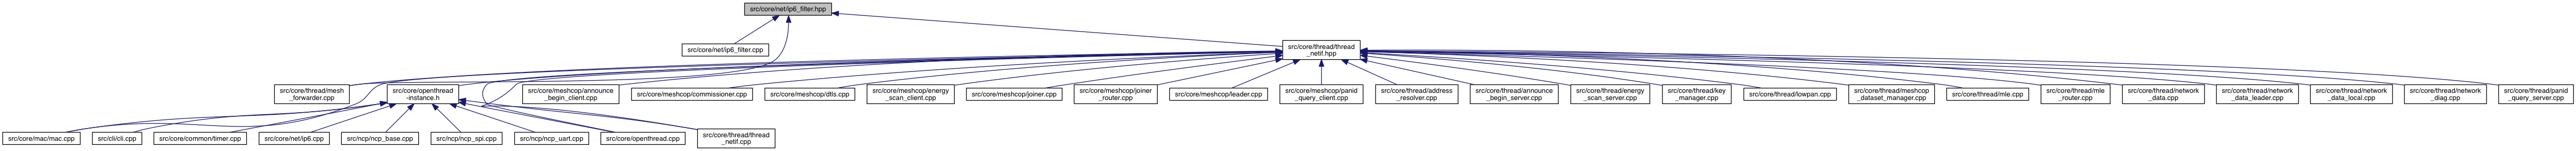 src/core/net/ip6_filter.hpp
src/core/net/ip6_filter.cpp
src/core/thread/thread
_netif.hpp
src/core/thread/mesh
_forwarder.cpp
src/core/openthread
-instance.h
src/core/meshcop/announce
_begin_client.cpp
src/core/meshcop/commissioner.cpp
src/core/meshcop/dtls.cpp
src/core/meshcop/energy
_scan_client.cpp
src/core/meshcop/joiner.cpp
src/core/meshcop/joiner
_router.cpp
src/core/meshcop/leader.cpp
src/core/meshcop/panid
_query_client.cpp
src/core/thread/address
_resolver.cpp
src/core/thread/announce
_begin_server.cpp
src/core/thread/energy
_scan_server.cpp
src/core/thread/key
_manager.cpp
src/core/thread/lowpan.cpp
src/core/thread/meshcop
_dataset_manager.cpp
src/core/thread/mle.cpp
src/core/thread/mle
_router.cpp
src/core/thread/network
_data.cpp
src/core/thread/network
_data_leader.cpp
src/core/thread/network
_data_local.cpp
src/core/thread/network
_diag.cpp
src/core/thread/panid
_query_server.cpp
src/core/mac/mac.cpp
src/cli/cli.cpp
src/core/common/timer.cpp
src/core/net/ip6.cpp
src/ncp/ncp_base.cpp
src/ncp/ncp_spi.cpp
src/ncp/ncp_uart.cpp
src/core/openthread.cpp
src/core/thread/thread
_netif.cpp